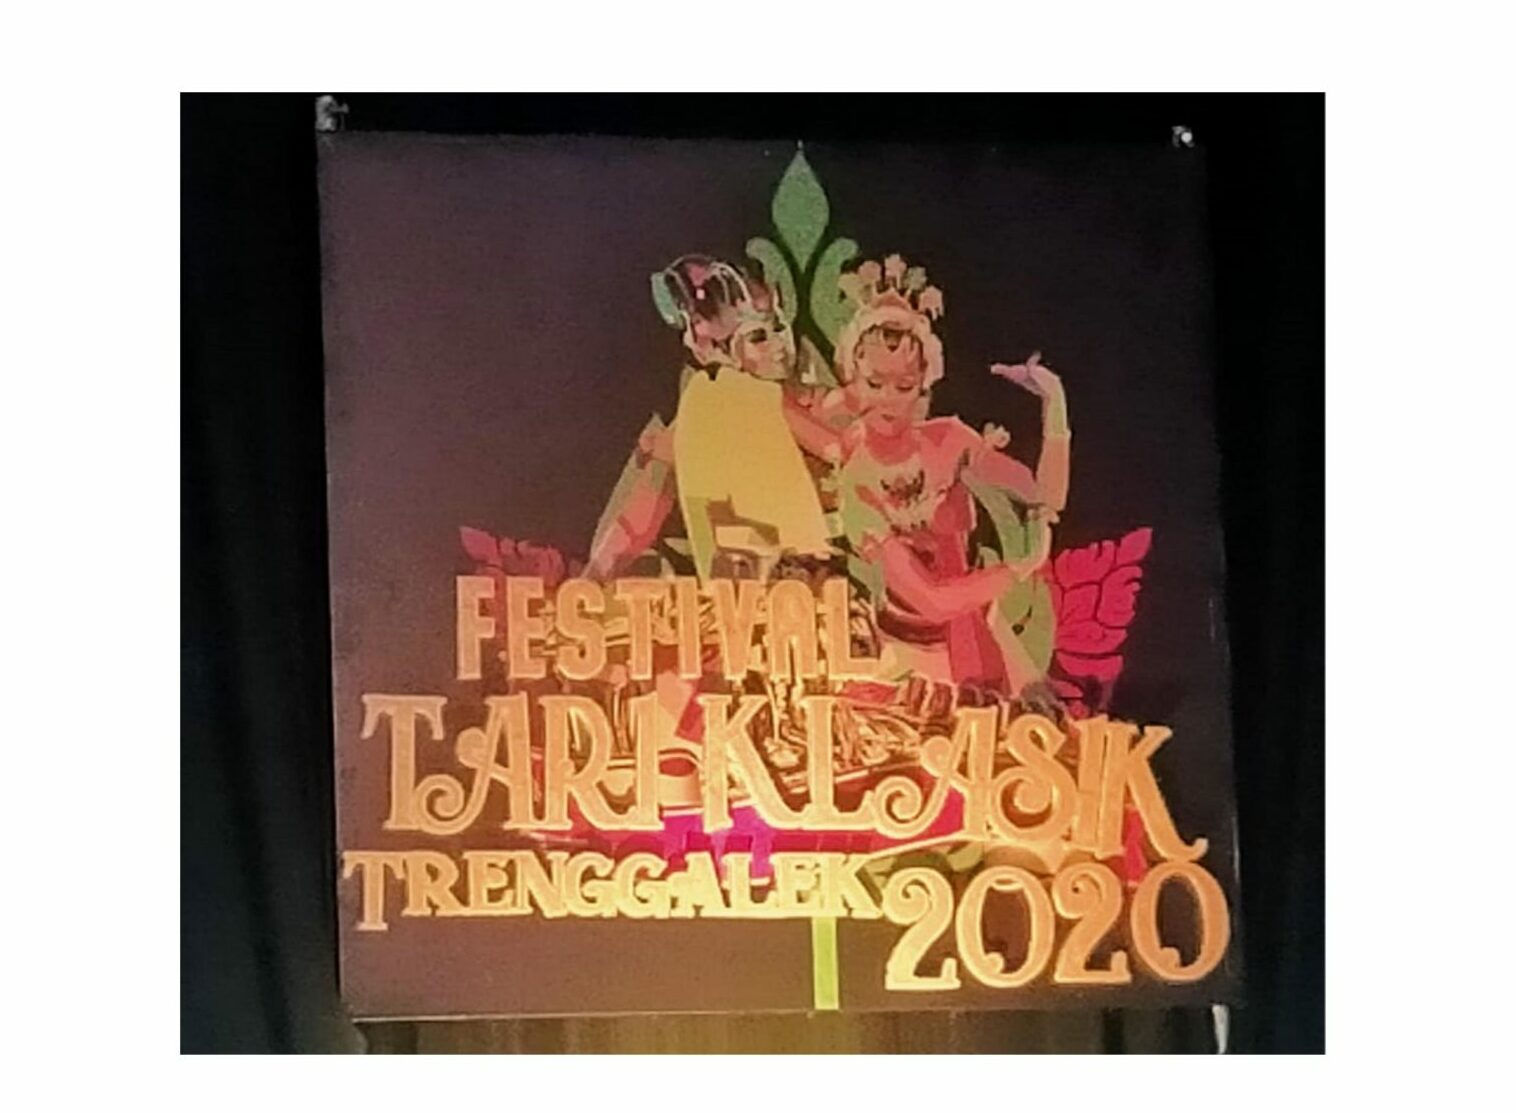 FESTIVAL
TARI KLASIK
TRENGGALEK 2020